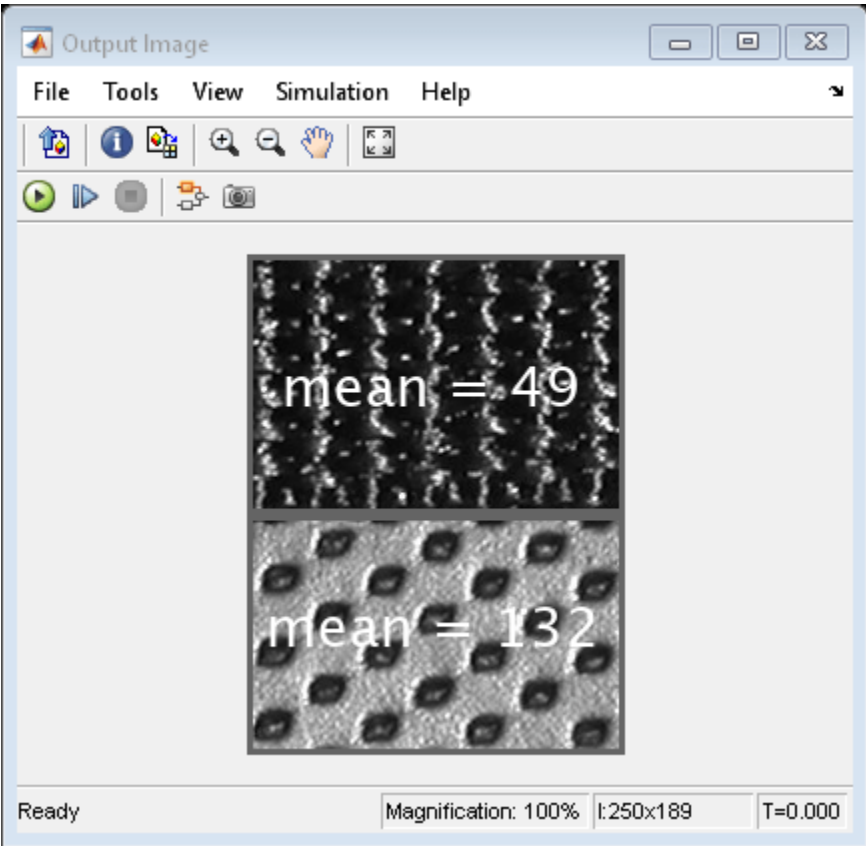 Output Image
File Tools View Simulation Help
mean = 49
mean = 132
Ready Magnification: 100% I:250x189 T=0.000